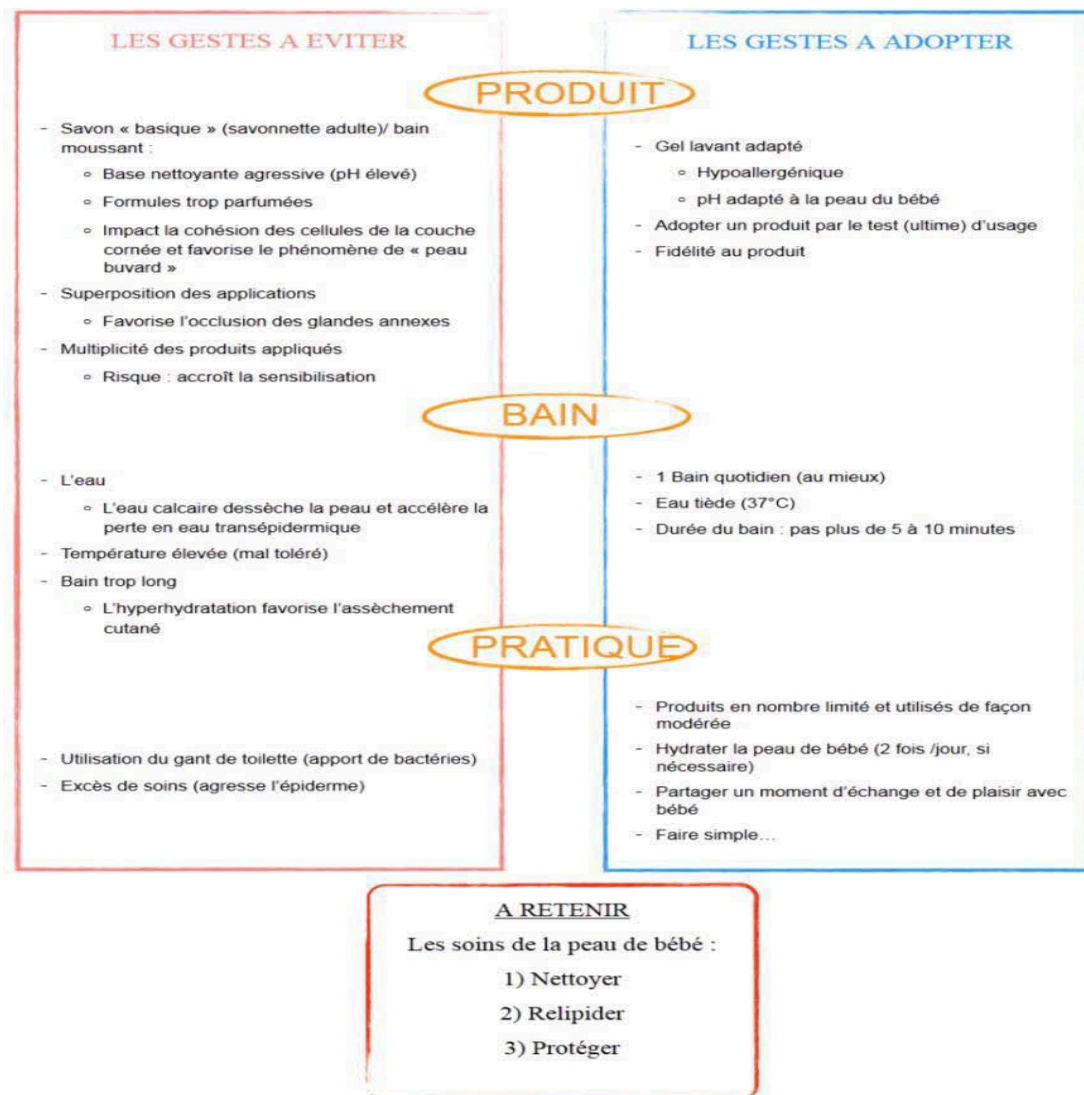 LES GESTES A EVITER
LES GESTES A ADOPTER
PRODUIT
- Savon « basique » (savonnette adulte)/ bain
moussant :
◦ Base nettoyante agressive (pH élevé)
◦ Formules trop parfumées
◦ Impact la cohésion des cellules de la couche
cornée et favorise le phénomène de « peau
buvard »
- Superposition des applications
◦ Favorise l'occlusion des glandes annexes
- Multiplicité des produits appliqués
◦ Risque : accroît la sensibilisation
- Gel lavant adapté
◦ Hypoallergénique
◦ pH adapté à la peau du bébé
- Adopter un produit par le test (ultime) d'usage
- Fidélité au produit
BAIN
- L'eau
◦ L'eau calcaire dessèche la peau et accélère la
perte en eau transépidermique
- Température élevée (mal toléré)
- Bain trop long
◦ L'hyperhydratation favorise l'assèchement
cutané
- 1 Bain quotidien (au mieux)
- Eau tiède (37°C)
- Durée du bain : pas plus de 5 à 10 minutes
PRATIQUE
- Utilisation du gant de toilette (apport de bactéries)
- Excès de soins (agresse l'épiderme)
- Produits en nombre limité et utilisés de façon
modérée
- Hydrater la peau de bébé (2 fois /jour, si
nécessaire)
- Partager un moment d'échange et de plaisir avec
bébé
- Faire simple…
A RETENIR
Les soins de la peau de bébé :
1) Nettoyer
2) Relipider
3) Protéger